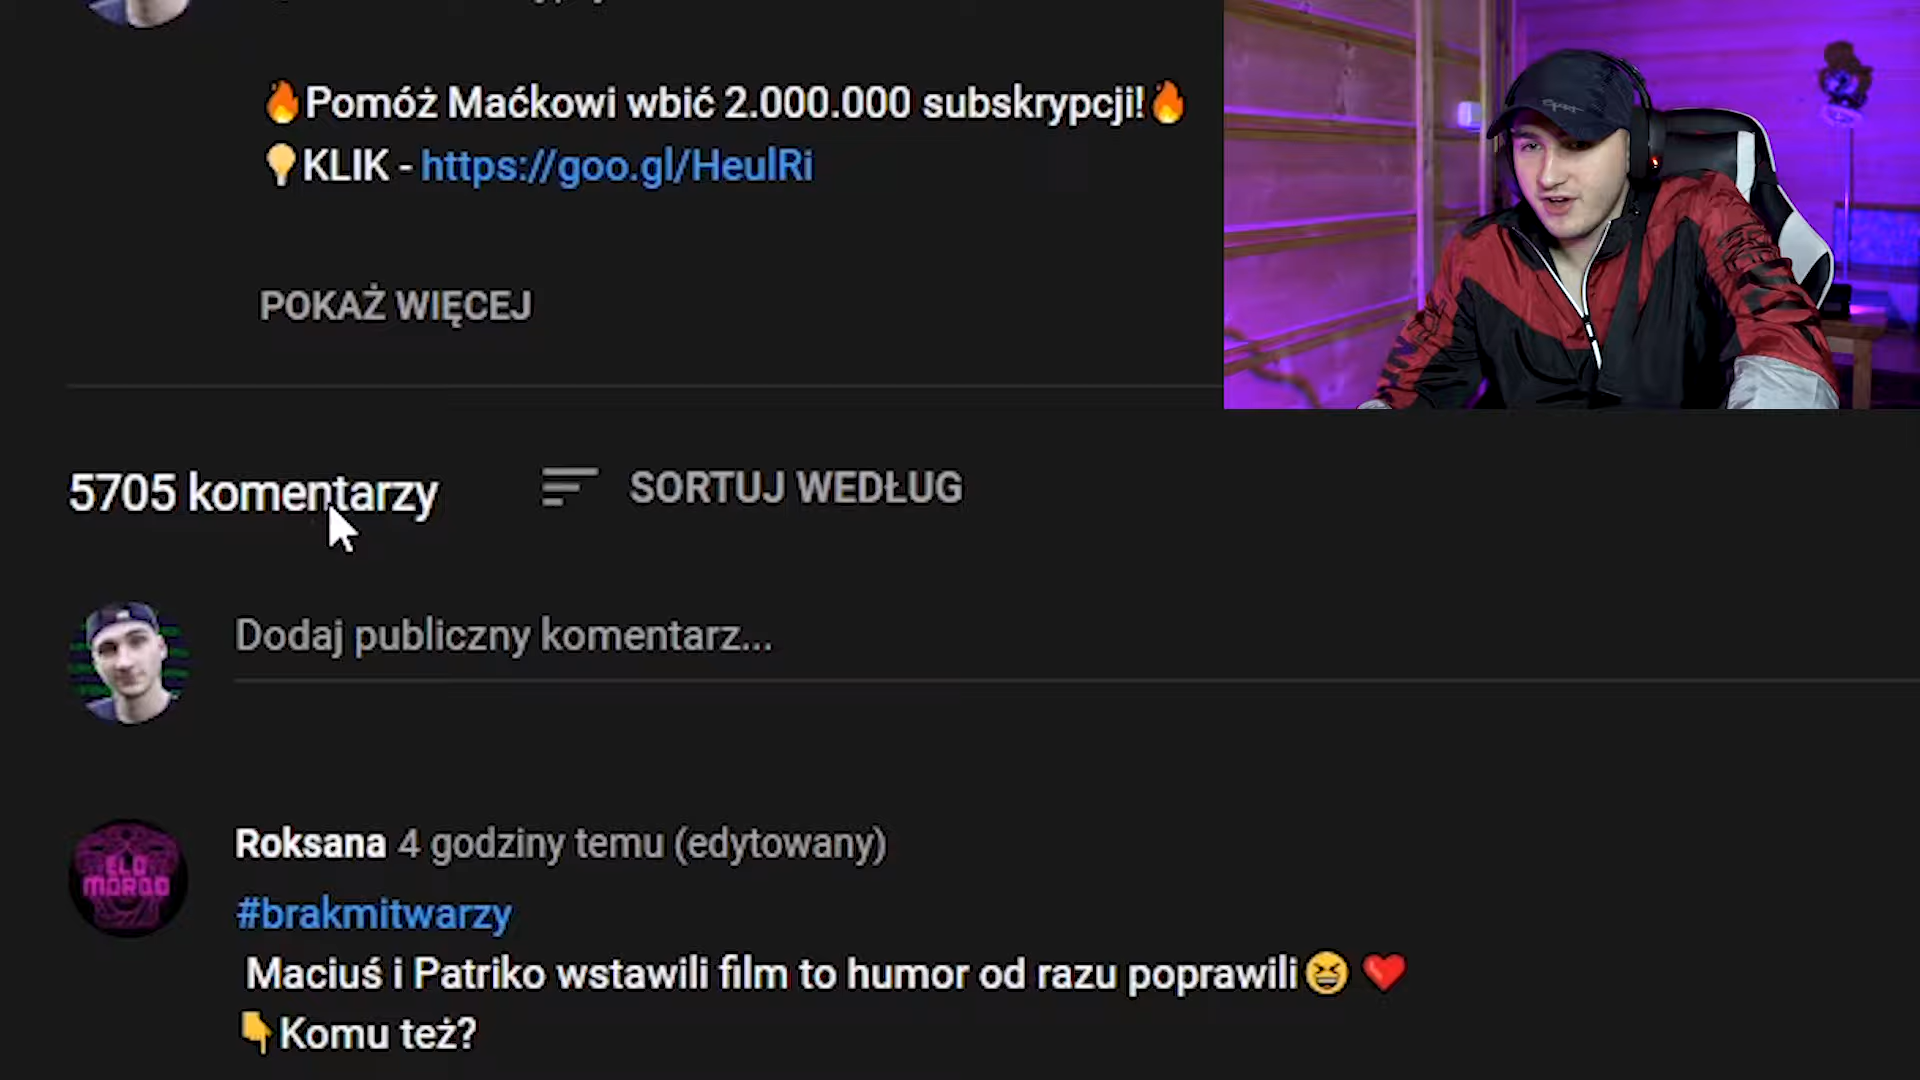 🔥Pomóż Maćkowi wbić 2.000.000 subskrypcji!🔥
💡KLIK - https://goo.gl/HeulRi
POKAŻ WIĘCEJ
5705 komentarzy
SORTUJ WEDŁUG
Dodaj publiczny komentarz...
Roksana 4 godziny temu (edytowany)
ELO
MORDO
#brakmitwarzy
Maciuś i Patriko wstawili film to humor od razu poprawili😆 ❤️
👇Komu też?